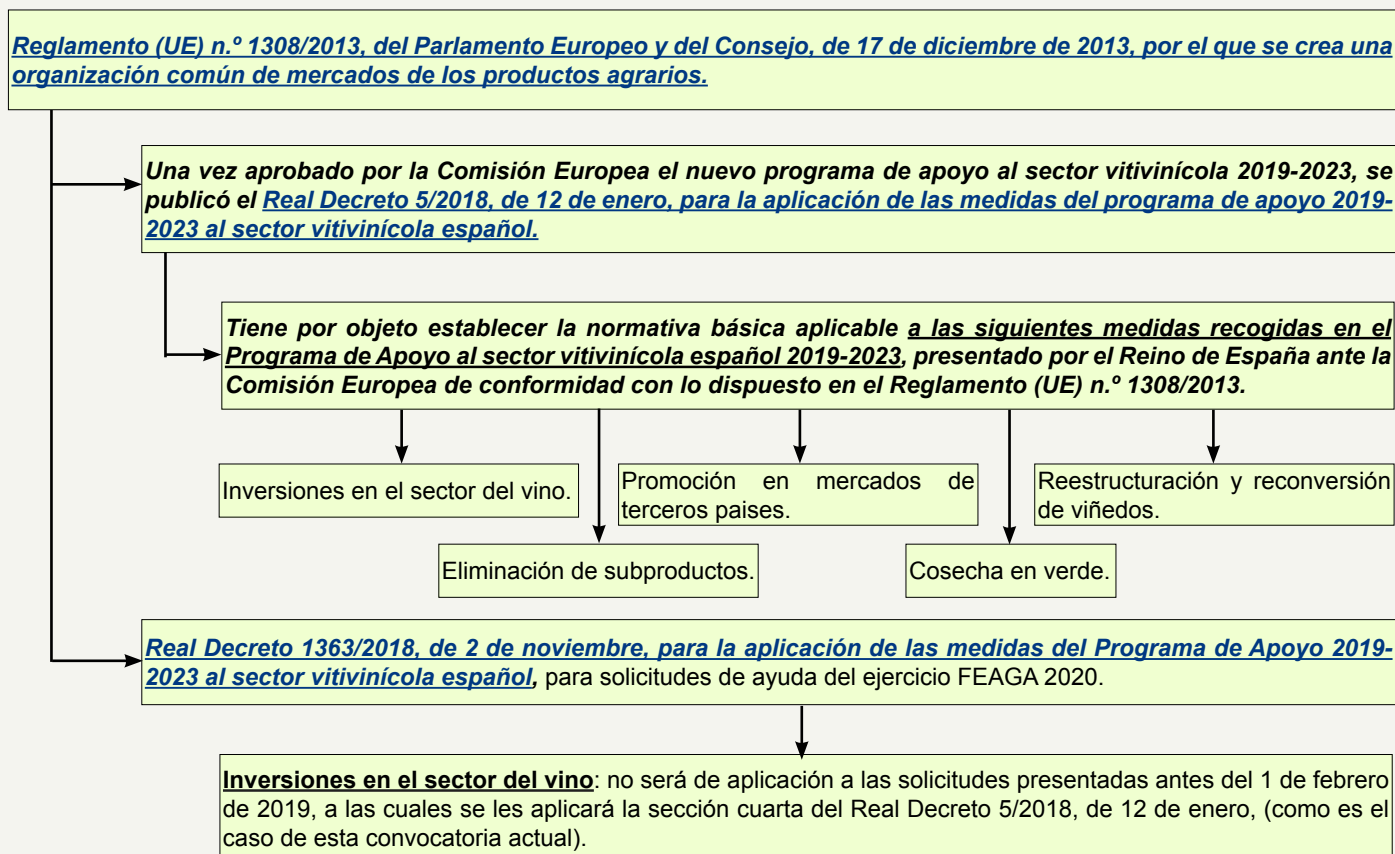 Reglamento (UE) n.º 1308/2013, del Parlamento Europeo y del Consejo, de 17 de diciembre de 2013, por el que se crea una
organización común de mercados de los productos agrarios.
Una vez aprobado por la Comisión Europea el nuevo programa de apoyo al sector vitivinícola 2019-2023, se
publicó el Real Decreto 5/2018, de 12 de enero, para la aplicación de las medidas del programa de apoyo 2019-
2023 al sector vitivinícola español.
Tiene por objeto establecer la normativa básica aplicable a las siguientes medidas recogidas en el
Programa de Apoyo al sector vitivinícola español 2019-2023, presentado por el Reino de España ante la
Comisión Europea de conformidad con lo dispuesto en el Reglamento (UE) n.º 1308/2013.
Inversiones en el sector del vino.
Promoción en mercados de
terceros paises.
Reestructuración y reconversión
de viñedos.
Eliminación de subproductos.
Cosecha en verde.
Real Decreto 1363/2018, de 2 de noviembre, para la aplicación de las medidas del Programa de Apoyo 2019-
2023 al sector vitivinícola español, para solicitudes de ayuda del ejercicio FEAGA 2020.
Inversiones en el sector del vino: no será de aplicación a las solicitudes presentadas antes del 1 de febrero
de 2019, a las cuales se les aplicará la sección cuarta del Real Decreto 5/2018, de 12 de enero, (como es el
caso de esta convocatoria actual).